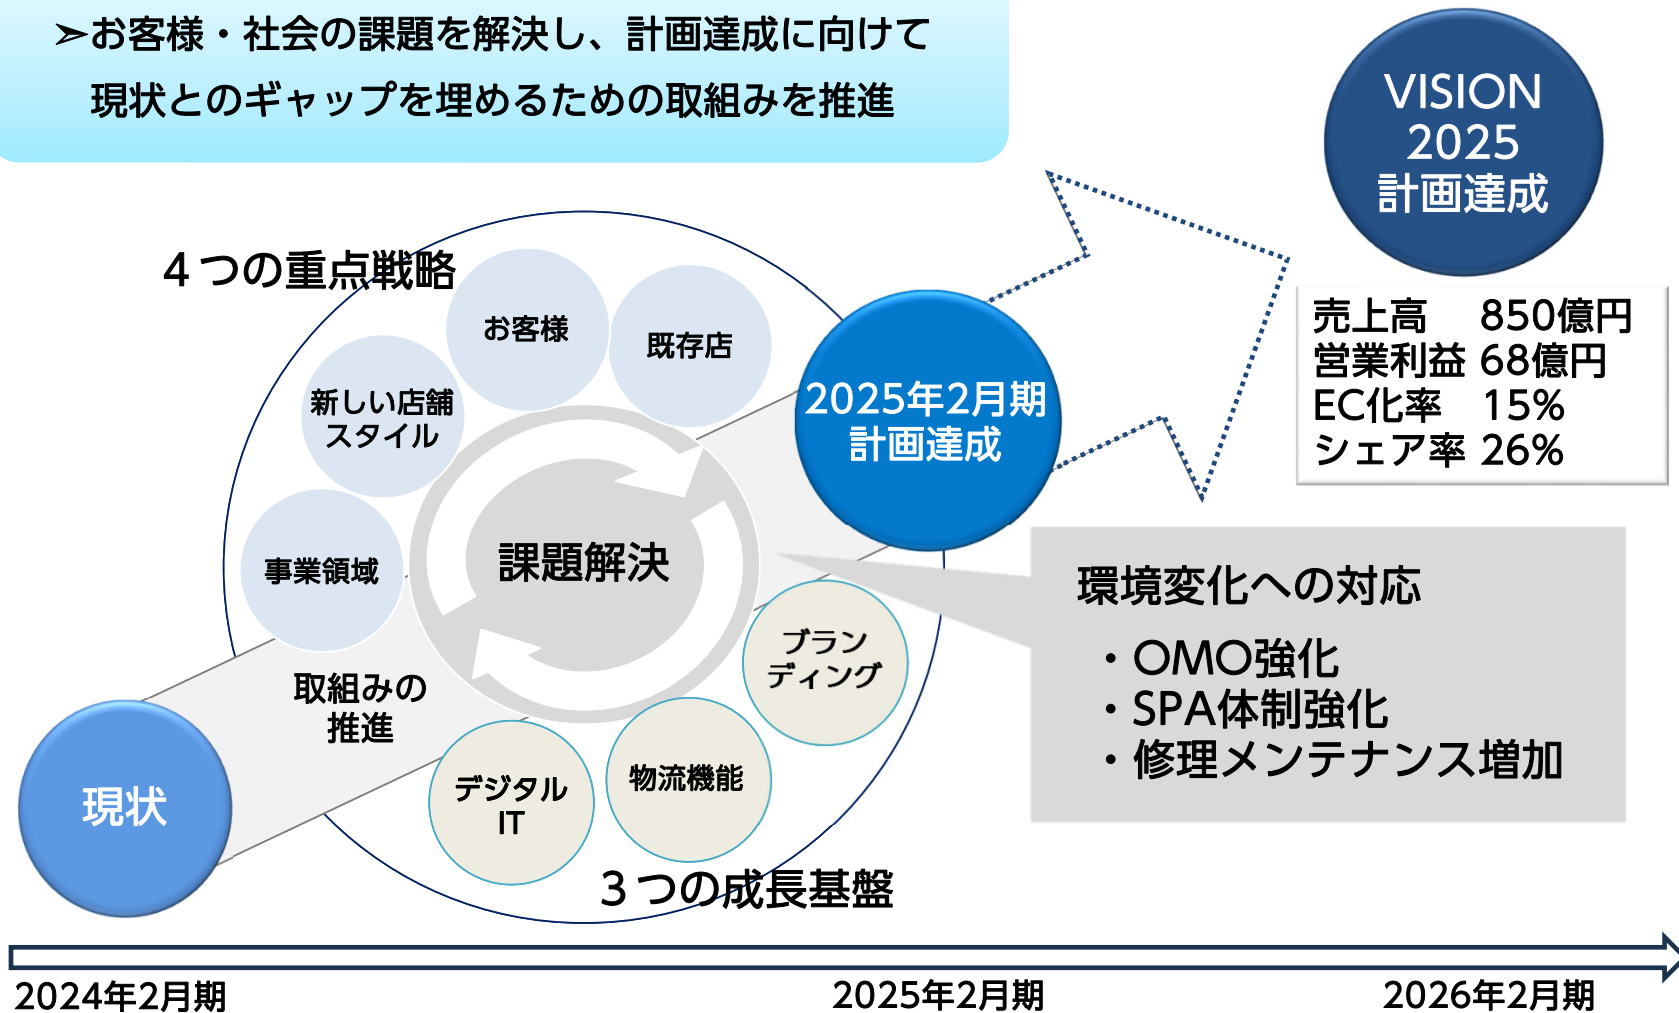 ➢お客様・社会の課題を解決し、計画達成に向けて
現状とのギャップを埋めるための取組みを推進
VISION
2025
計画達成
売上高 850億円
営業利益 68億円
EC化率 15%
シェア率 26%
4つの重点戦略
お客様
既存店
新しい店舗
スタイル
事業領域
2025年2月期
計画達成
課題解決
取組みの
推進
現状
環境変化への対応
・OMO強化
・SPA体制強化
・修理メンテナンス増加
ブラン
ディング
物流機能
デジタル
IT
3つの成長基盤
2024年2月期
2025年2月期
2026年2月期